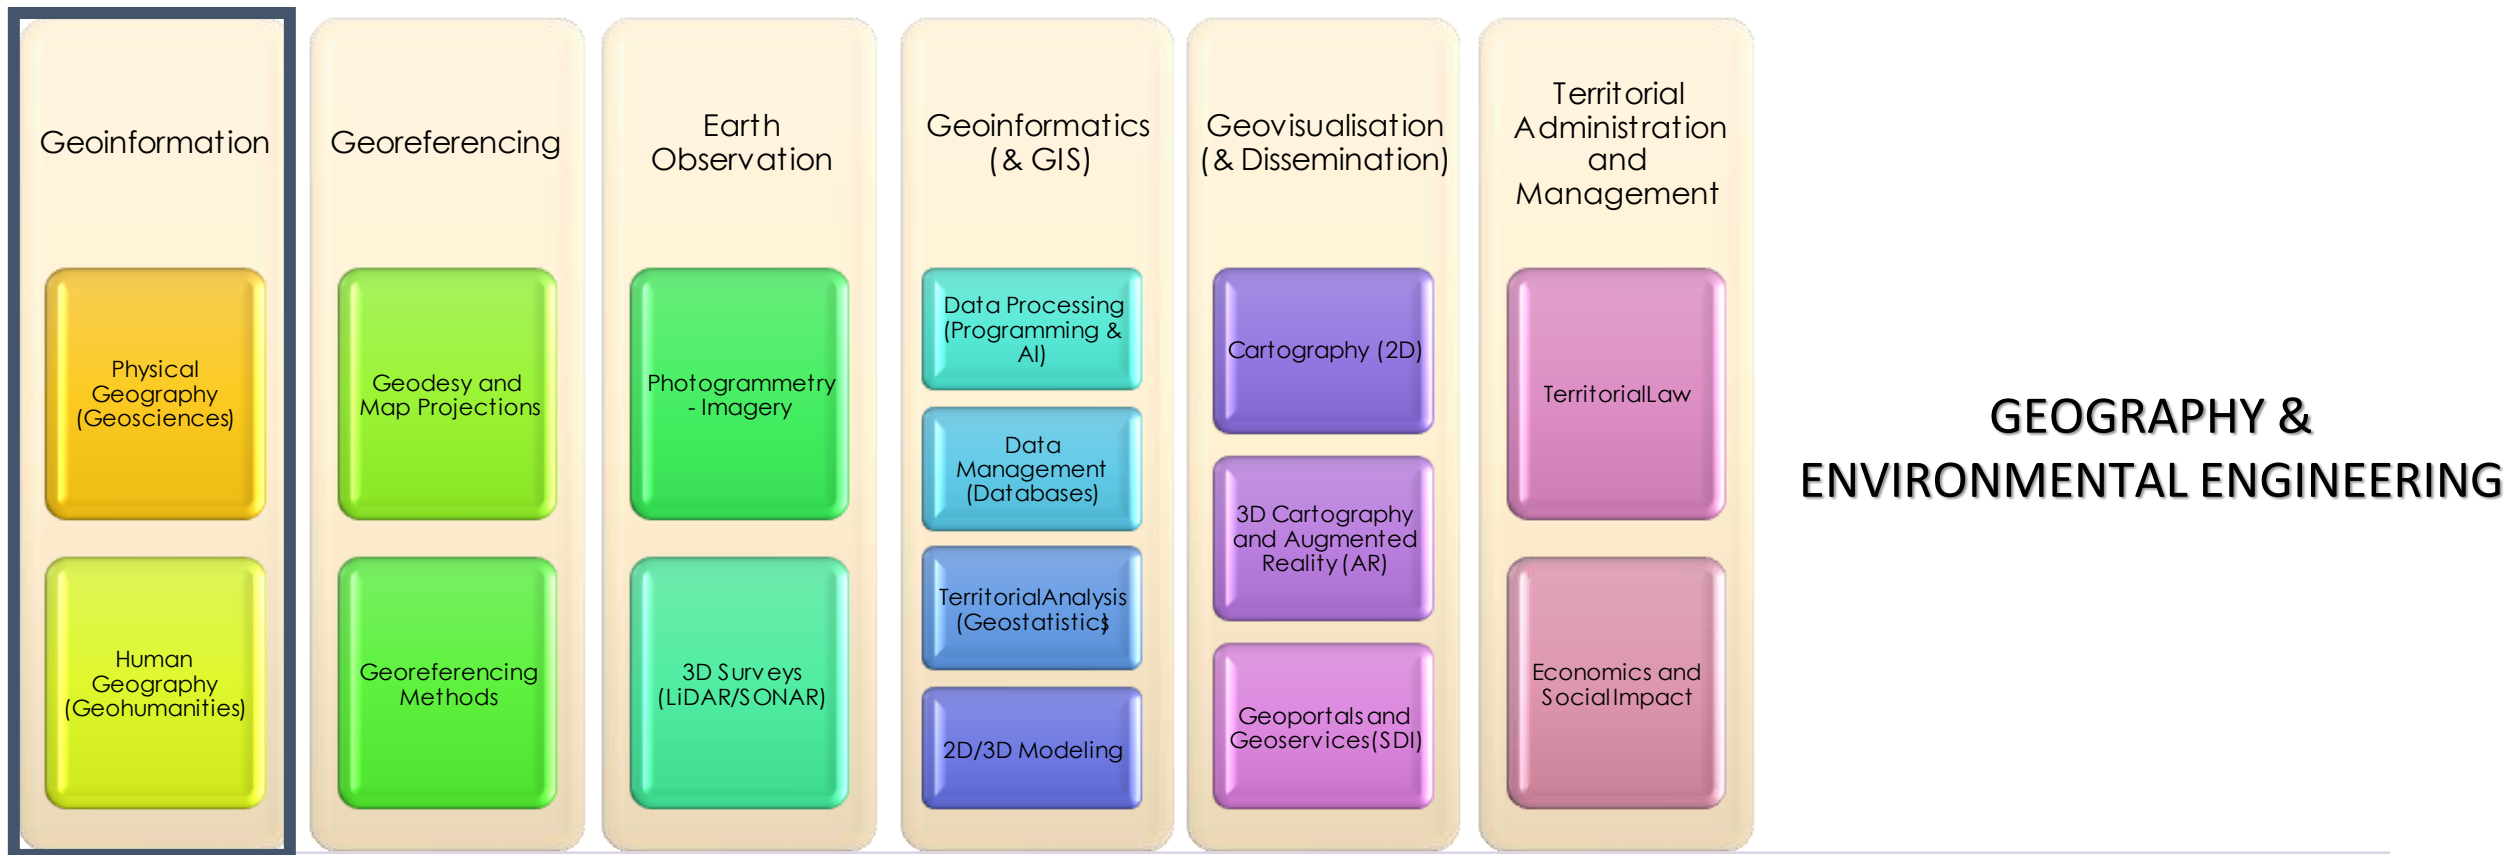 Geoinformation
Physical
Geography
(Geosciences)
Human
Geography
(Geohumanities)
Georeferencing
Geodesy and
Map Projections
Georeferencing
Methods
Earth
Observation
Photogrammetry
- Imagery
3D Surveys
(LiDAR/SONAR)
Geoinformatics
(& GIS)
Data Processing
(Programming &
AI)
Data
Management
(Databases)
TerritorialAnalysis
(Geostatistics)
2D/3D Modeling
Geovisualisation
(& Dissemination)
Cartography (2D)
3D Cartography
and Augmented
Reality (AR)
Geoportals and
Geoservices(SDI)
Territorial
Administration
and
Management
TerritorialLaw
Economics and
Social Impact
GEOGRAPHY &
ENVIRONMENTAL ENGINEERING